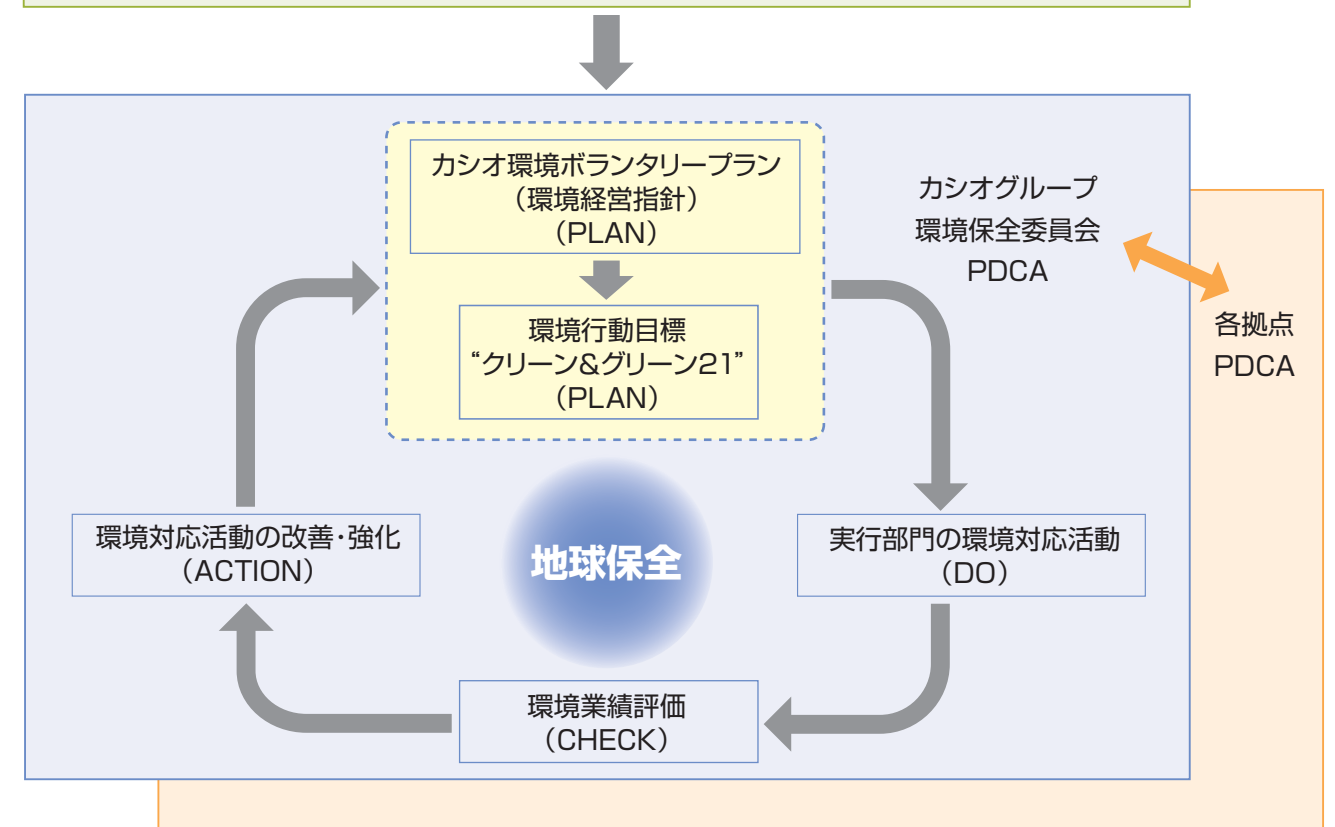 カシオ環境ボランタリープラン
（環境経営指針）
（PLAN）
環境行動目標
“クリーン&グリーン21”
（PLAN）
カシオグループ
環境保全委員会
PDCA
各拠点
PDCA
環境対応活動の改善・強化
（ACTION）
地球保全
実行部門の環境対応活動
（DO）
環境業績評価
（CHECK）